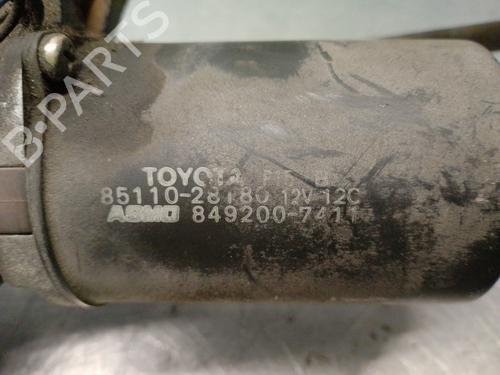 B-PARTS
TOYOTA
85110-28180 12V 12C
ASMO 849200-7411